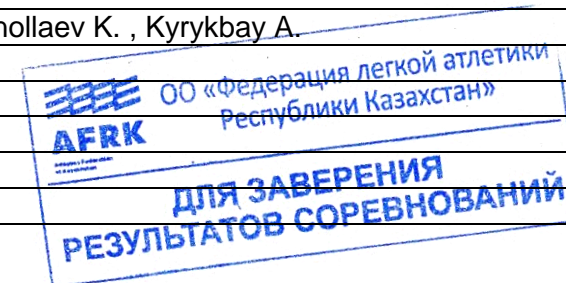 nollaev K. , Kyrykbay A.
ОО «Федерация легкой атлетики
Республики Казахстан»
AFRK
ДЛЯ ЗАВЕРЕНИЯ
РЕЗУЛЬТАТОВ СОРЕВНОВАНИЙ